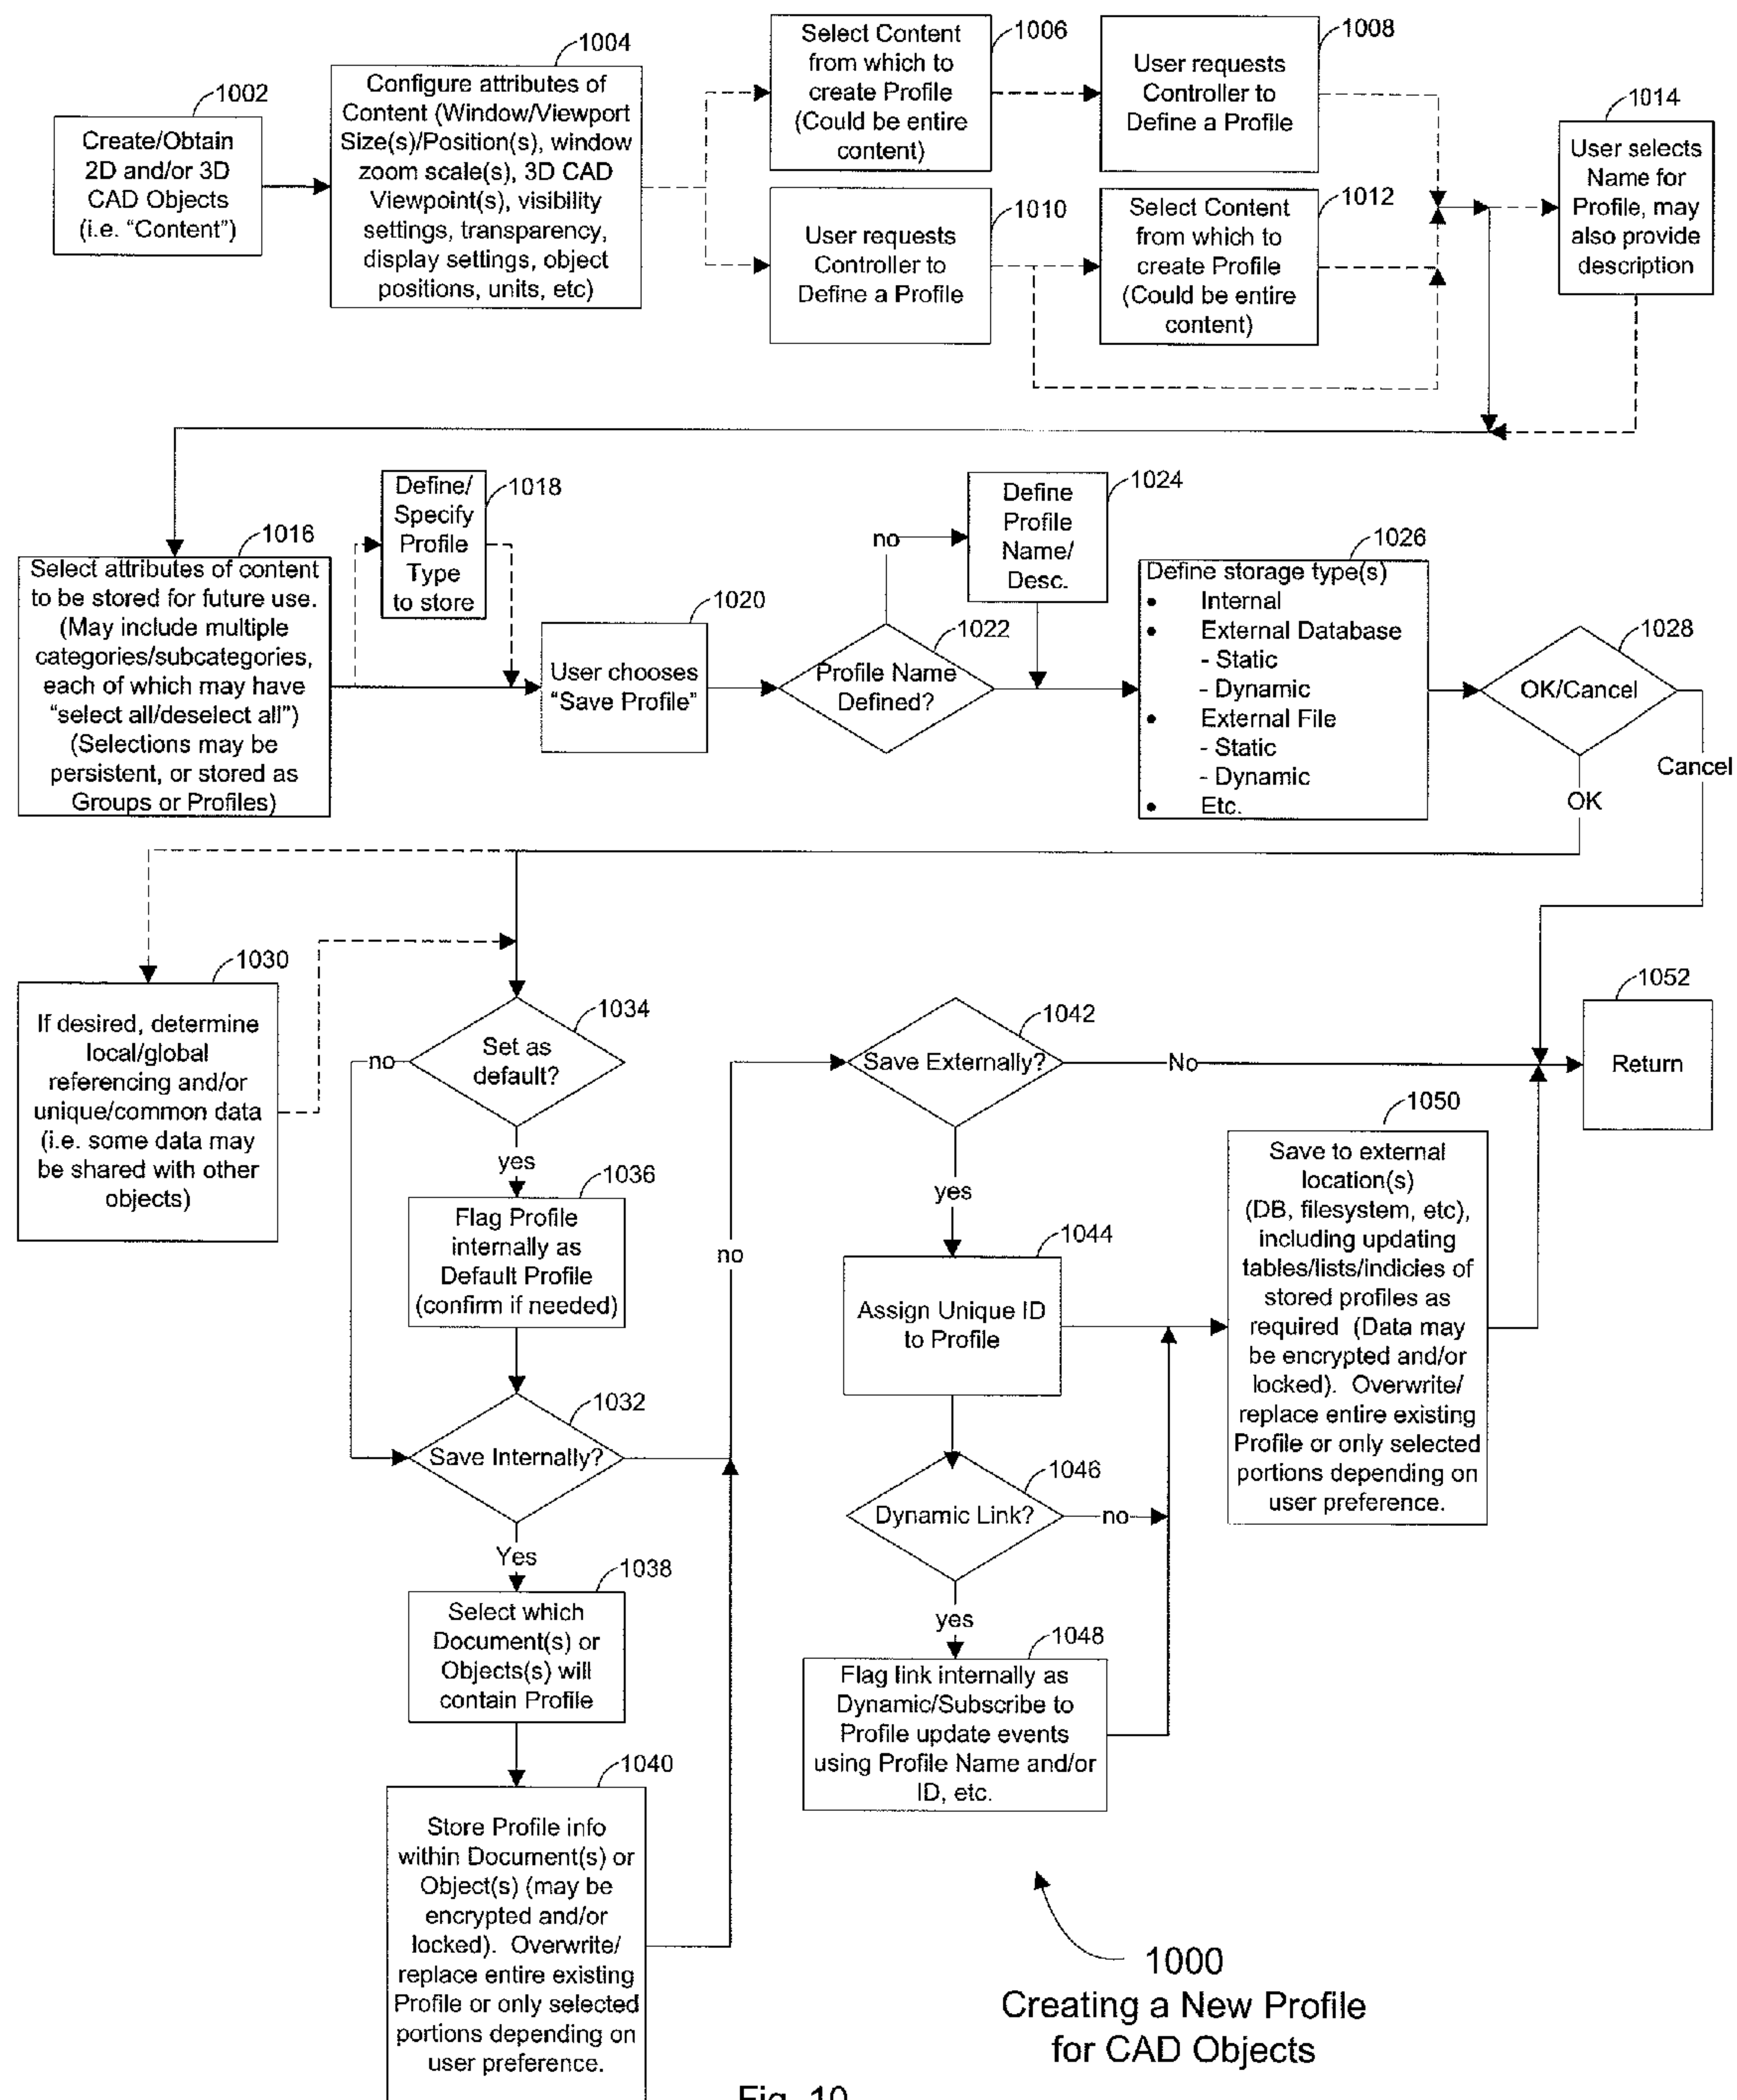 1002
Create/Obtain
2D and/or 3D
CAD Objects
(i.e. “Content”)
1004
Configure attributes of
Content (Window/Viewport
Size(s)/Position(s), window
zoom scale(s), 3D CAD
Viewpoint(s), visibility
settings, transparency,
display settings, object
positions, units, etc)
1006
Select Content
from which to
create Profile
(Could be entire
content)
1008
User requests
Controller to
Define a Profile
1010
User requests
Controller to
Define a Profile
1012
Select Content
from which to
create Profile
(Could be entire
content)
1014
User selects
Name for
Profile, may
also provide
description
1016
Select attributes of content
to be stored for future use.
(May include multiple
categories/subcategories,
each of which may have
“select all/deselect all”)
(Selections may be
persistent, or stored as
Groups or Profiles)
1018
Define/
Specify
Profile
Type
to store
1020
User chooses
“Save Profile”
1022
Profile Name
Defined?
no
1024
Define
Profile
Name/
Desc.
1026
Define storage type(s)
• Internal
• External Database
- Static
- Dynamic
• External File
- Static
- Dynamic
• Etc.
1028
OK/Cancel
Cancel
OK
1030
If desired, determine
local/global
referencing and/or
unique/common data
(i.e. some data may
be shared with other
objects)
1034
Set as
default?
no
yes
1036
Flag Profile
internally as
Default Profile
(confirm if needed)
1032
Save Internally?
no
Yes
1038
Select which
Document(s) or
Objects(s) will
contain Profile
1040
Store Profile info
within Document(s) or
Object(s) (may be
encrypted and/or
locked). Overwrite/
replace entire existing
Profile or only selected
portions depending on
user preference.
1042
Save Externally?
No
yes
1044
Assign Unique ID
to Profile
1046
Dynamic Link?
no
yes
1048
Flag link internally as
Dynamic/Subscribe to
Profile update events
using Profile Name and/or
ID, etc.
1050
Save to external
location(s)
(DB, filesystem, etc),
including updating
tables/lists/indicies of
stored profiles as
required (Data may
be encrypted and/or
locked). Overwrite/
replace entire existing
Profile or only selected
portions depending on
user preference.
1052
Return
1000
Creating a New Profile
for CAD Objects
Fig. 10